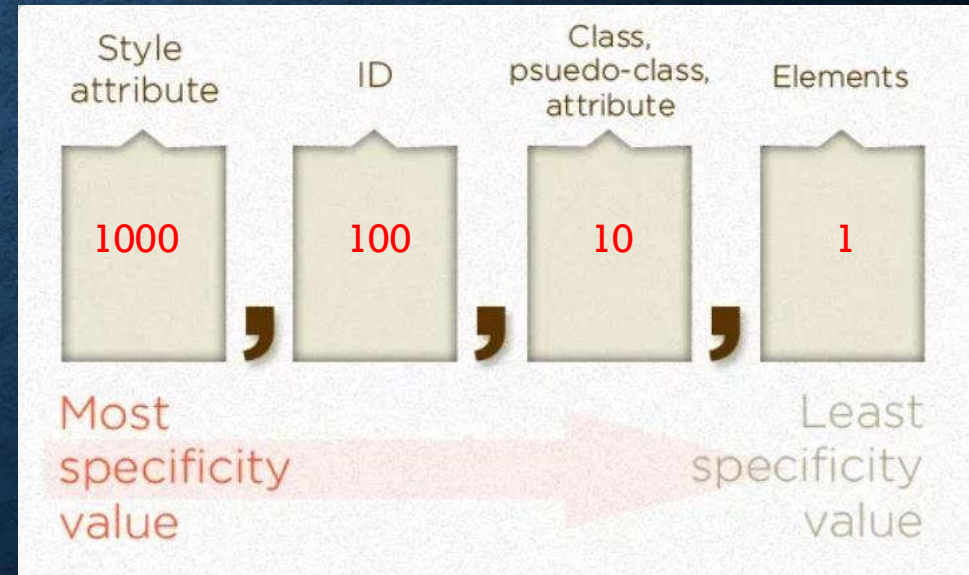 Style
attribute
ID
Class,
psuedo-class,
attribute
Elements
1000
,
100
,
10
,
1
Most
specificity
value
Least
specificity
value